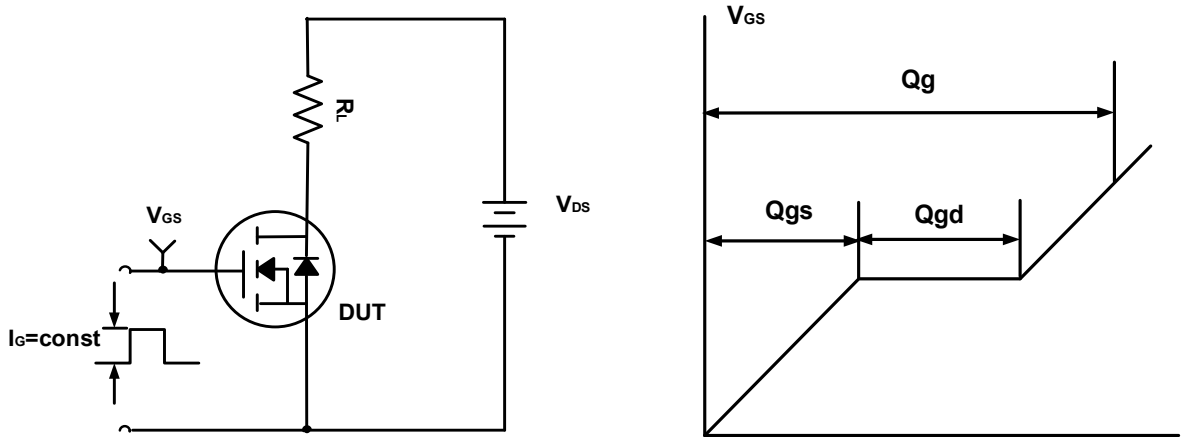 RL
VGS
VDS
DUT
IG=const
VGS
Qg
Qgs
Qgd